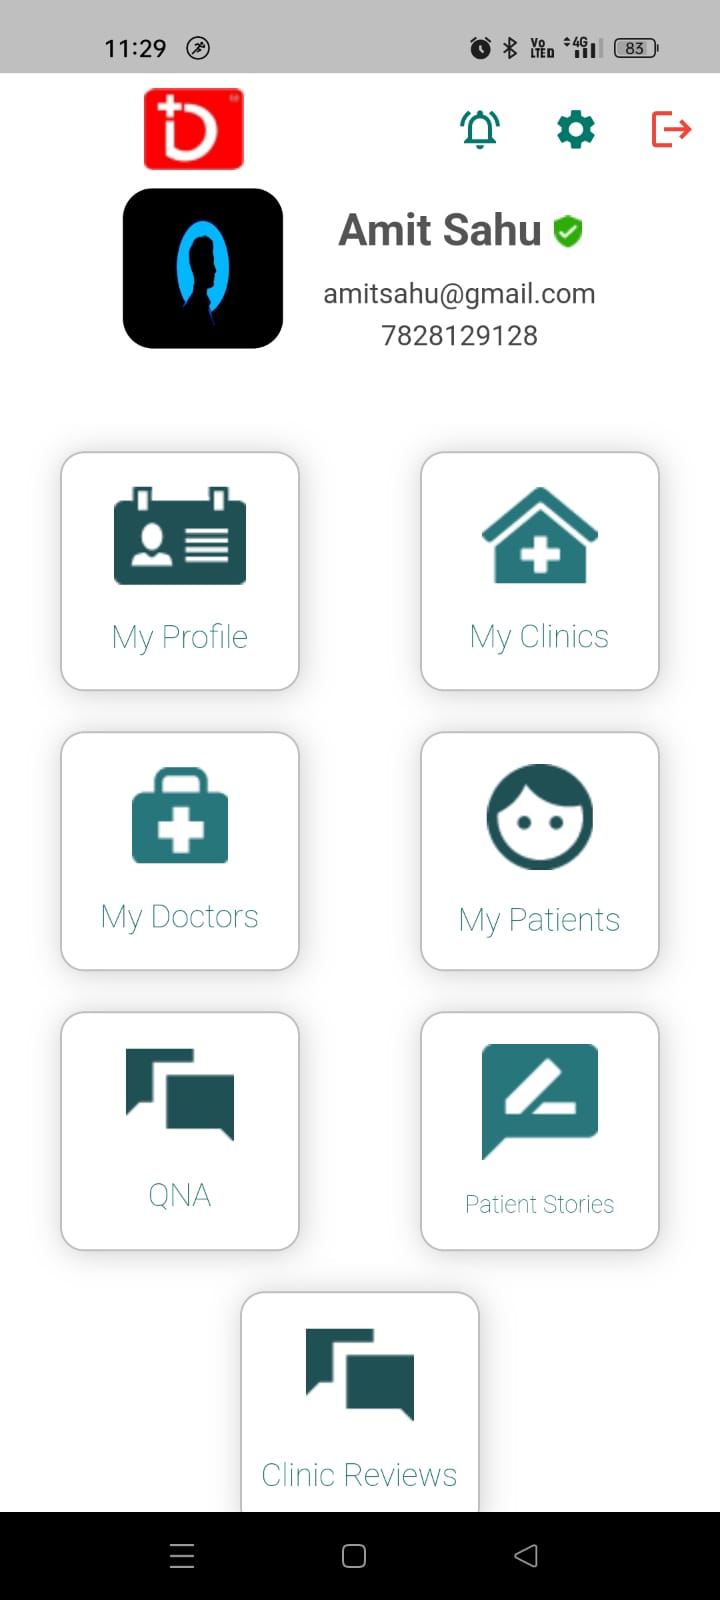 11:29
Vo LTED 4G 83
D
Amit Sahu
amitsahu@gmail.com
7828129128
My Profile
My Clinics
My Doctors
My Patients
QNA
Patient Stories
Clinic Reviews